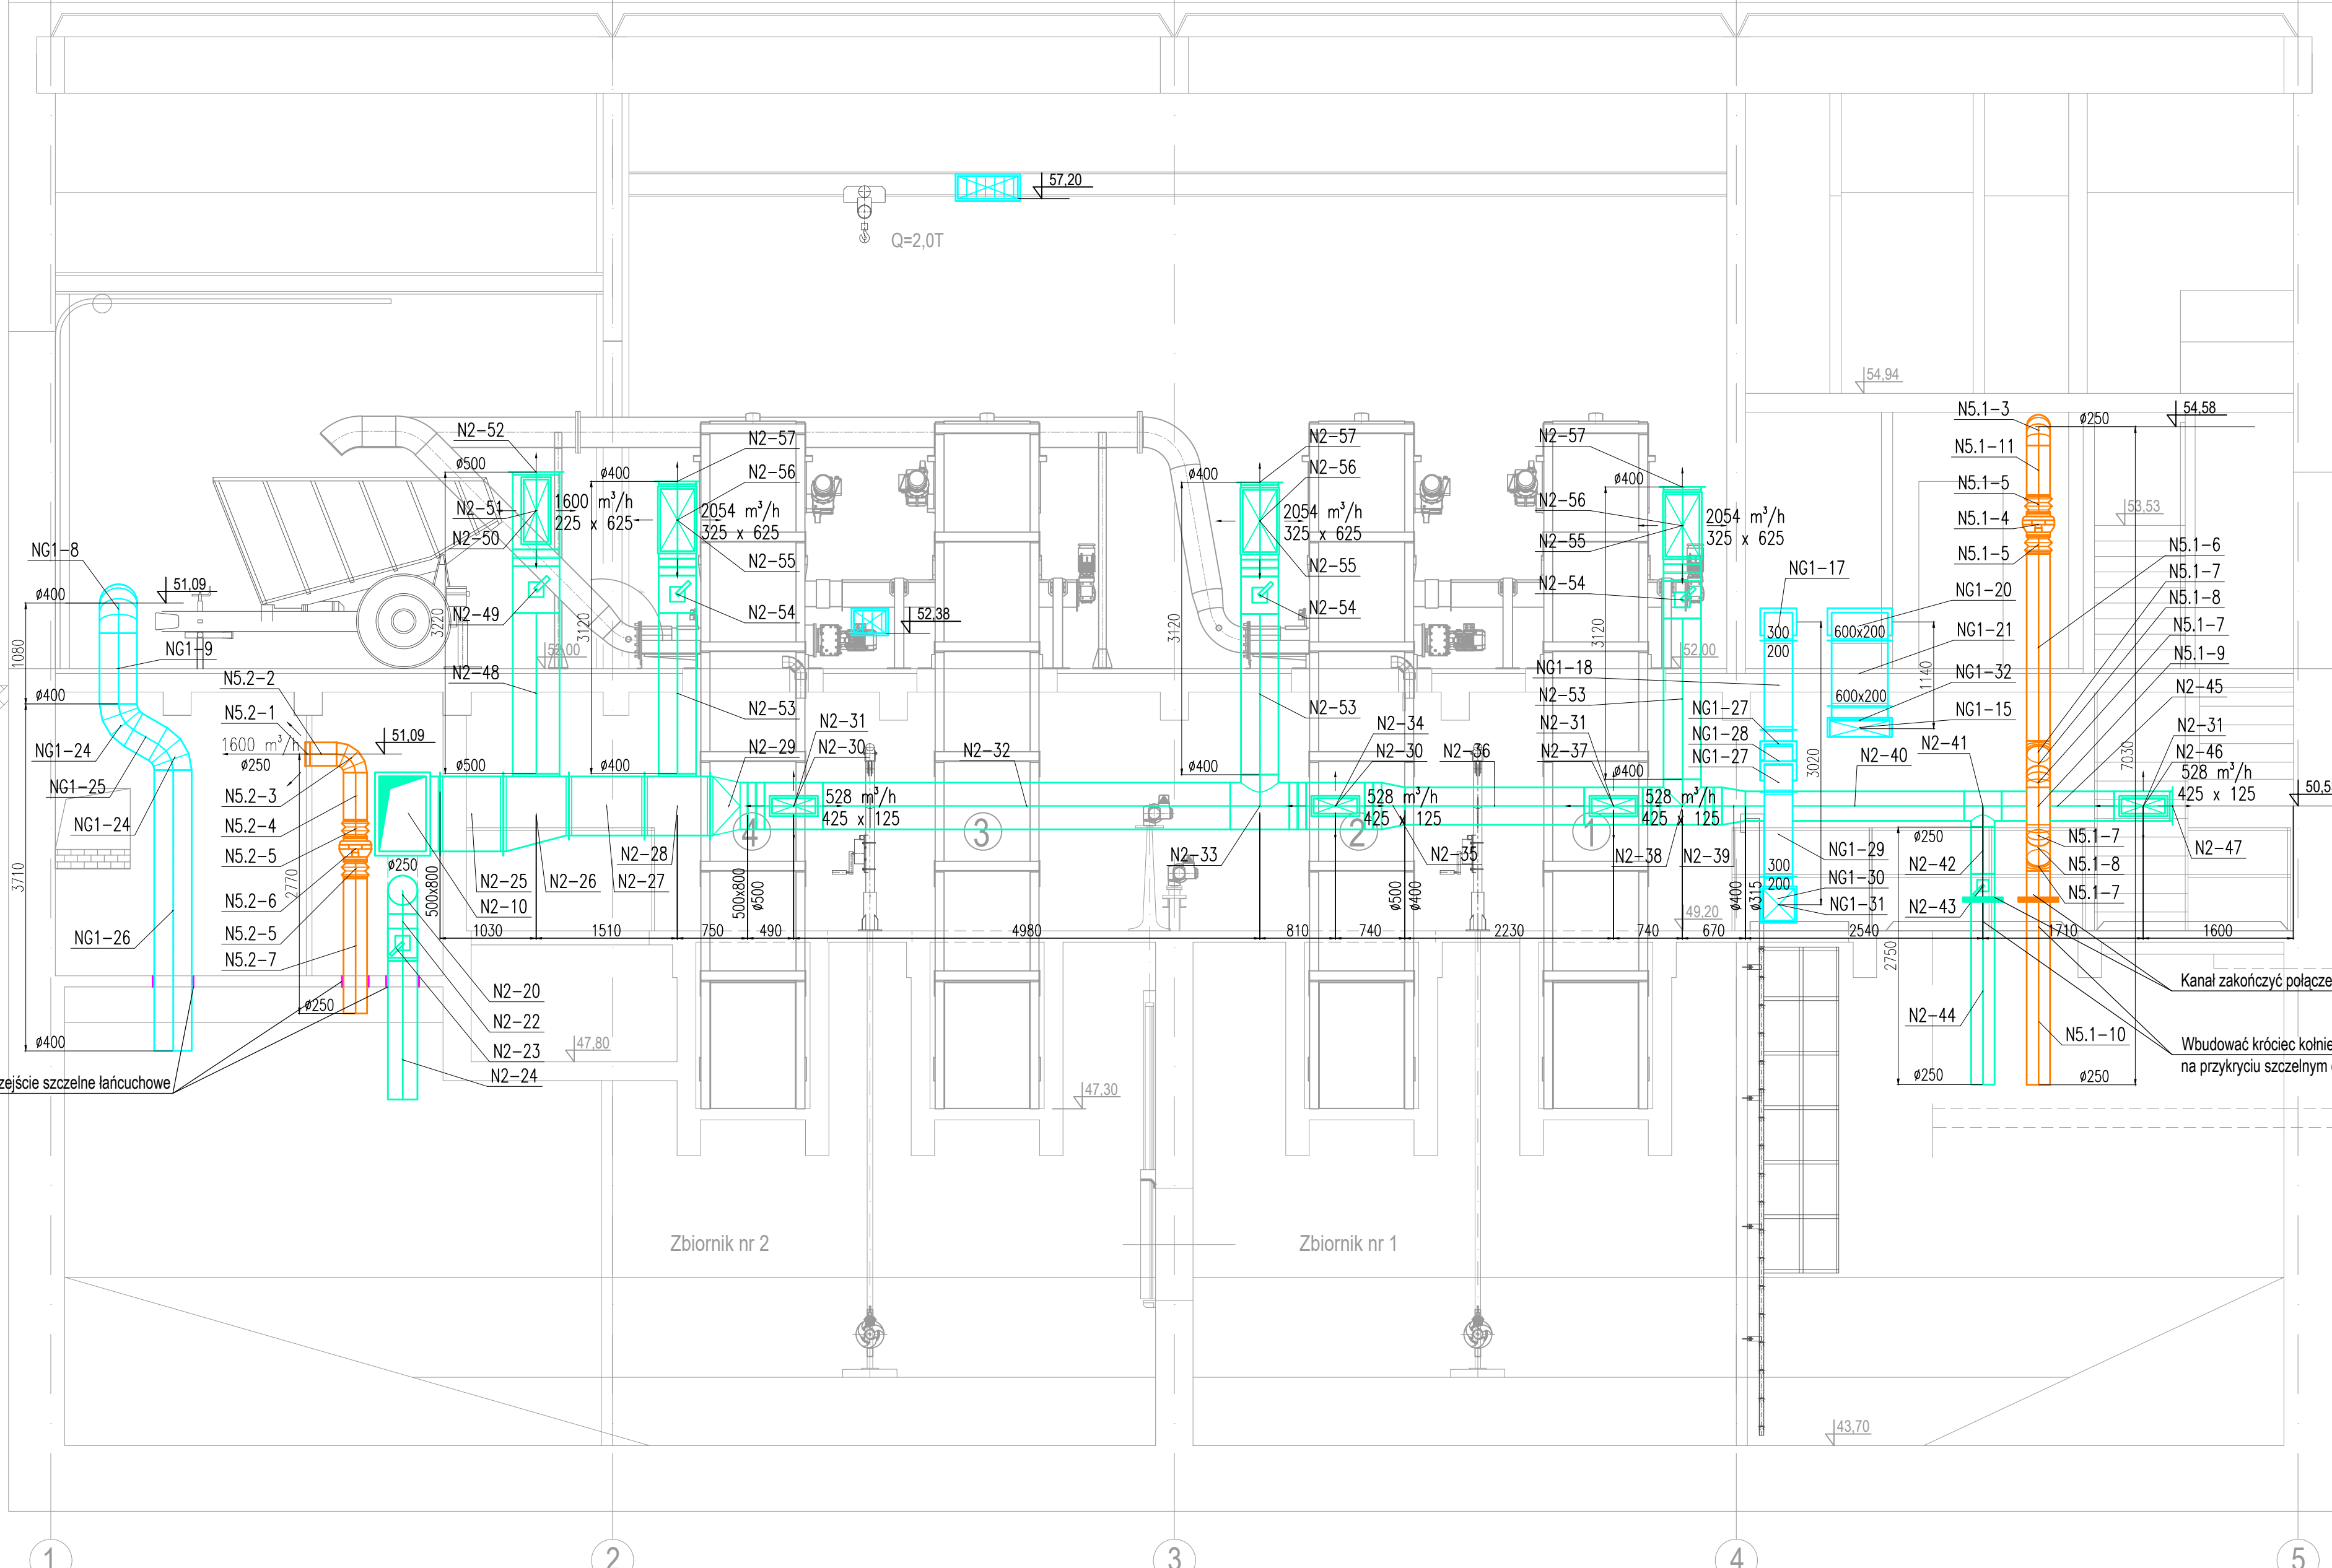 57,20
Q=2,0T
54,94
N5.1-3
ø250
54,58
N2-52
N2-57
N2-57
N2-57
N5.1-11
ø500
ø400
N2-56
ø400
N2-56
ø400
N5.1-5
N2-51
1600 m³/h
225 x 625
2054 m³/h
325 x 625
2054 m³/h
325 x 625
N2-56
2054 m³/h
325 x 625
53,53
N5.1-4
N2-50
N2-55
N2-55
N2-55
N5.1-5
N5.1-6
NG1-8
N5.1-7
51,09
NG1-17
NG1-20
N5.1-8
ø400
N2-49
N2-54
N2-54
N2-54
52,38
3220
3120
3120
3120
300
200
600x200
N5.1-7
1080
NG1-9
52,00
52,00
NG1-21
N5.1-9
N5.2-2
N2-48
N2-53
N2-53
N2-53
NG1-18
NG1-32
1140
N2-45
ø400
600x200
N5.2-1
N2-31
N2-34
N2-31
NG1-27
NG1-15
N2-31
1600 m³/h
ø250
51,09
N2-29
N2-30
N2-32
N2-30
N2-36
N2-37
NG1-28
N2-41
N2-46
NG1-24
ø500
ø400
ø400
ø400
NG1-27
3020
N2-40
7030
528 m³/h
425 x 125
50,5
NG1-25
N5.2-3
528 m³/h
425 x 125
528 m³/h
425 x 125
528 m³/h
425 x 125
NG1-24
N5.2-4
4
3
2
1
ø250
N5.1-7
N5.2-5
ø250
N2-28
N2-33
N2-35
N2-38
N2-39
NG1-29
N2-42
N5.1-8
N2-47
3710
2770
N2-25
N2-26
N2-27
300
200
N5.1-7
N5.2-6
500x800
N2-10
500x800
ø500
ø500
ø400
ø400
ø315
NG1-30
NG1-31
N2-43
49,20
N5.2-5
NG1-26
1030
1510
750
490
4980
810
740
2230
740
670
2540
1710
1600
N5.2-7
2750
Kanał zakończyć połącze
N2-20
ø250
N2-22
N2-44
N5.1-10
ø400
N2-23
47,80
Wbudować króciec kołnie
na przykryciu szczelnym
zejście szczelne łańcuchowe
N2-24
47,30
ø250
ø250
Zbiornik nr 2
Zbiornik nr 1
43,70
1
2
3
4
5